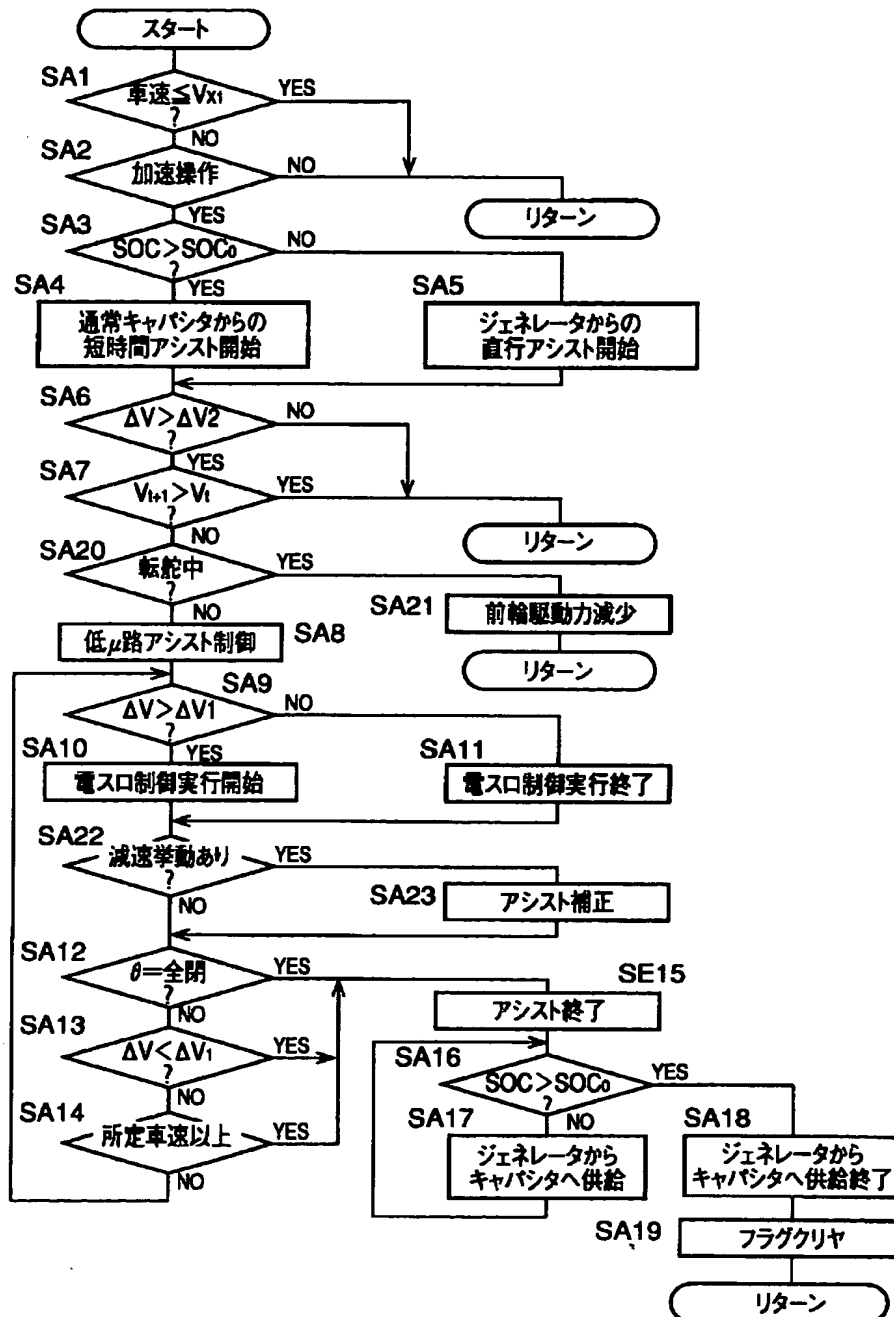 スタート
SA1
車速≦VX1
?
YES
NO
SA2
加速操作
NO
YES
リターン
SA3
SOC>SOC0
?
NO
YES
SA4
通常キャパシタからの
短時間アシスト開始
SA5
ジェネレータからの
直行アシスト開始
SA6
ΔV>ΔV2
?
NO
YES
SA7
Vt+1>Vt
?
YES
NO
リターン
SA20
転舵中
?
YES
NO
SA21
前輪駆動力減少
リターン
低μ路アシスト制御
SA8
SA9
ΔV>ΔV1
?
NO
YES
SA10
電スロ制御実行開始
SA11
電スロ制御実行終了
SA22
減速挙動あり
?
YES
NO
SA23
アシスト補正
SA12
θ=全閉
?
YES
NO
SA13
ΔV<ΔV1
?
YES
NO
SA14
所定車速以上
YES
NO
SE15
アシスト終了
SA16
SOC>SOC0
?
YES
NO
SA17
ジェネレータから
キャパシタへ供給
SA18
ジェネレータから
キャパシタへ供給終了
SA19
フラグクリヤ
リターン